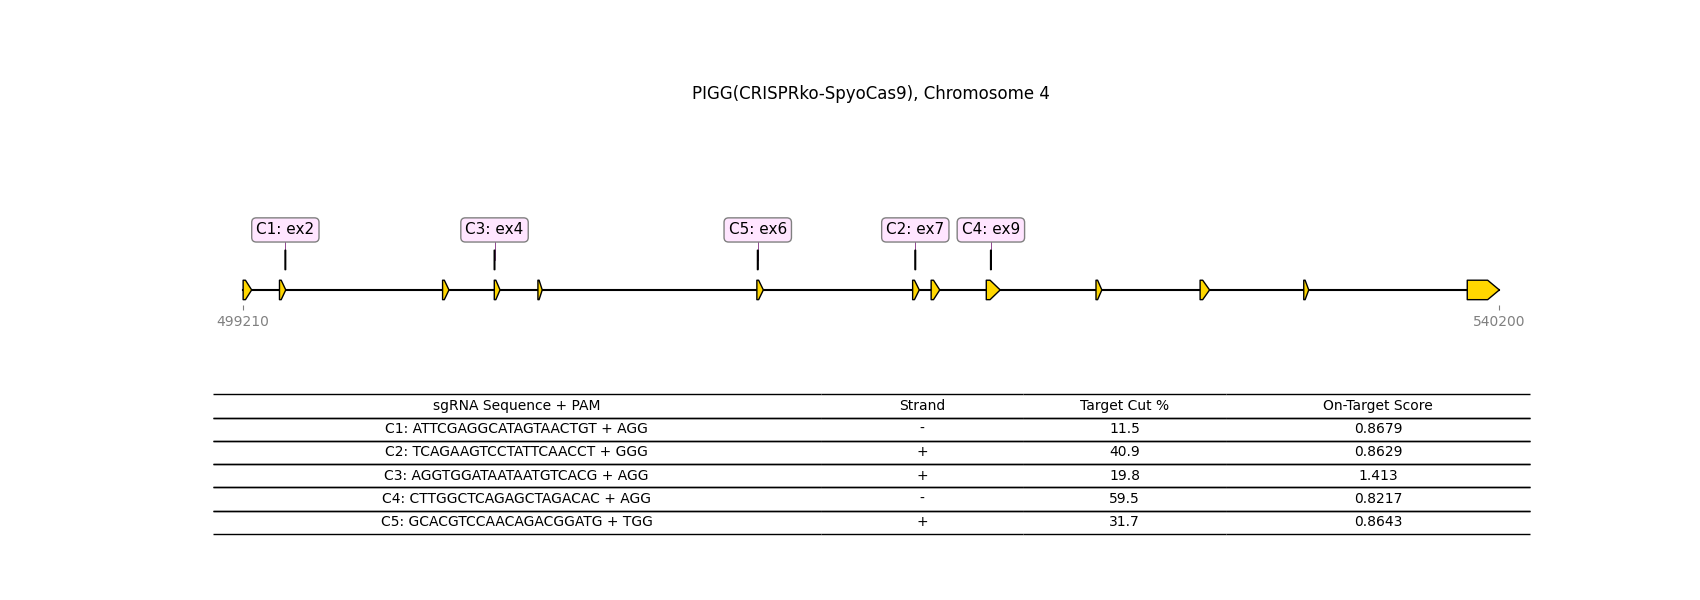 PIGG(CRISPRko-SpyoCas9), Chromosome 4
C1: ex2 C3: ex4 C5: ex6 C2: ex7 C4: ex9
499210 540200
sgRNA Sequence + PAM Strand Target Cut % On-Target Score
C1: ATTCGAGGCATAGTAACTGT + AGG - 11.5 0.8679
C2: TCAGAAGTCCTATTCAACCT + GGG + 40.9 0.8629
C3: AGGTGGATAATAATGTCACG + AGG + 19.8 1.413
C4: CTTGGCTCAGAGCTAGACAC + AGG - 59.5 0.8217
C5: GCACGTCCAACAGACGGATG + TGG + 31.7 0.8643